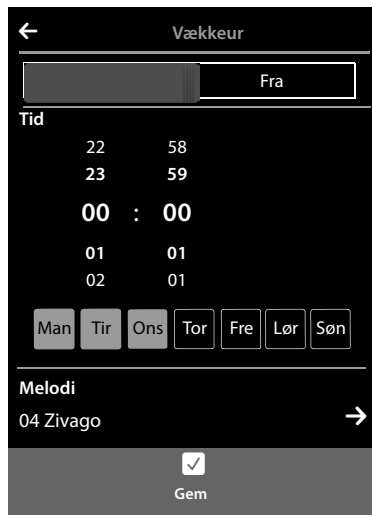 Vækkeur
Fra
Tid
22 58
23 59
00 : 00
01 01
02 01
Man Tir Ons Tor Fre Lør Søn
Melodi
04 Zivago
Gem